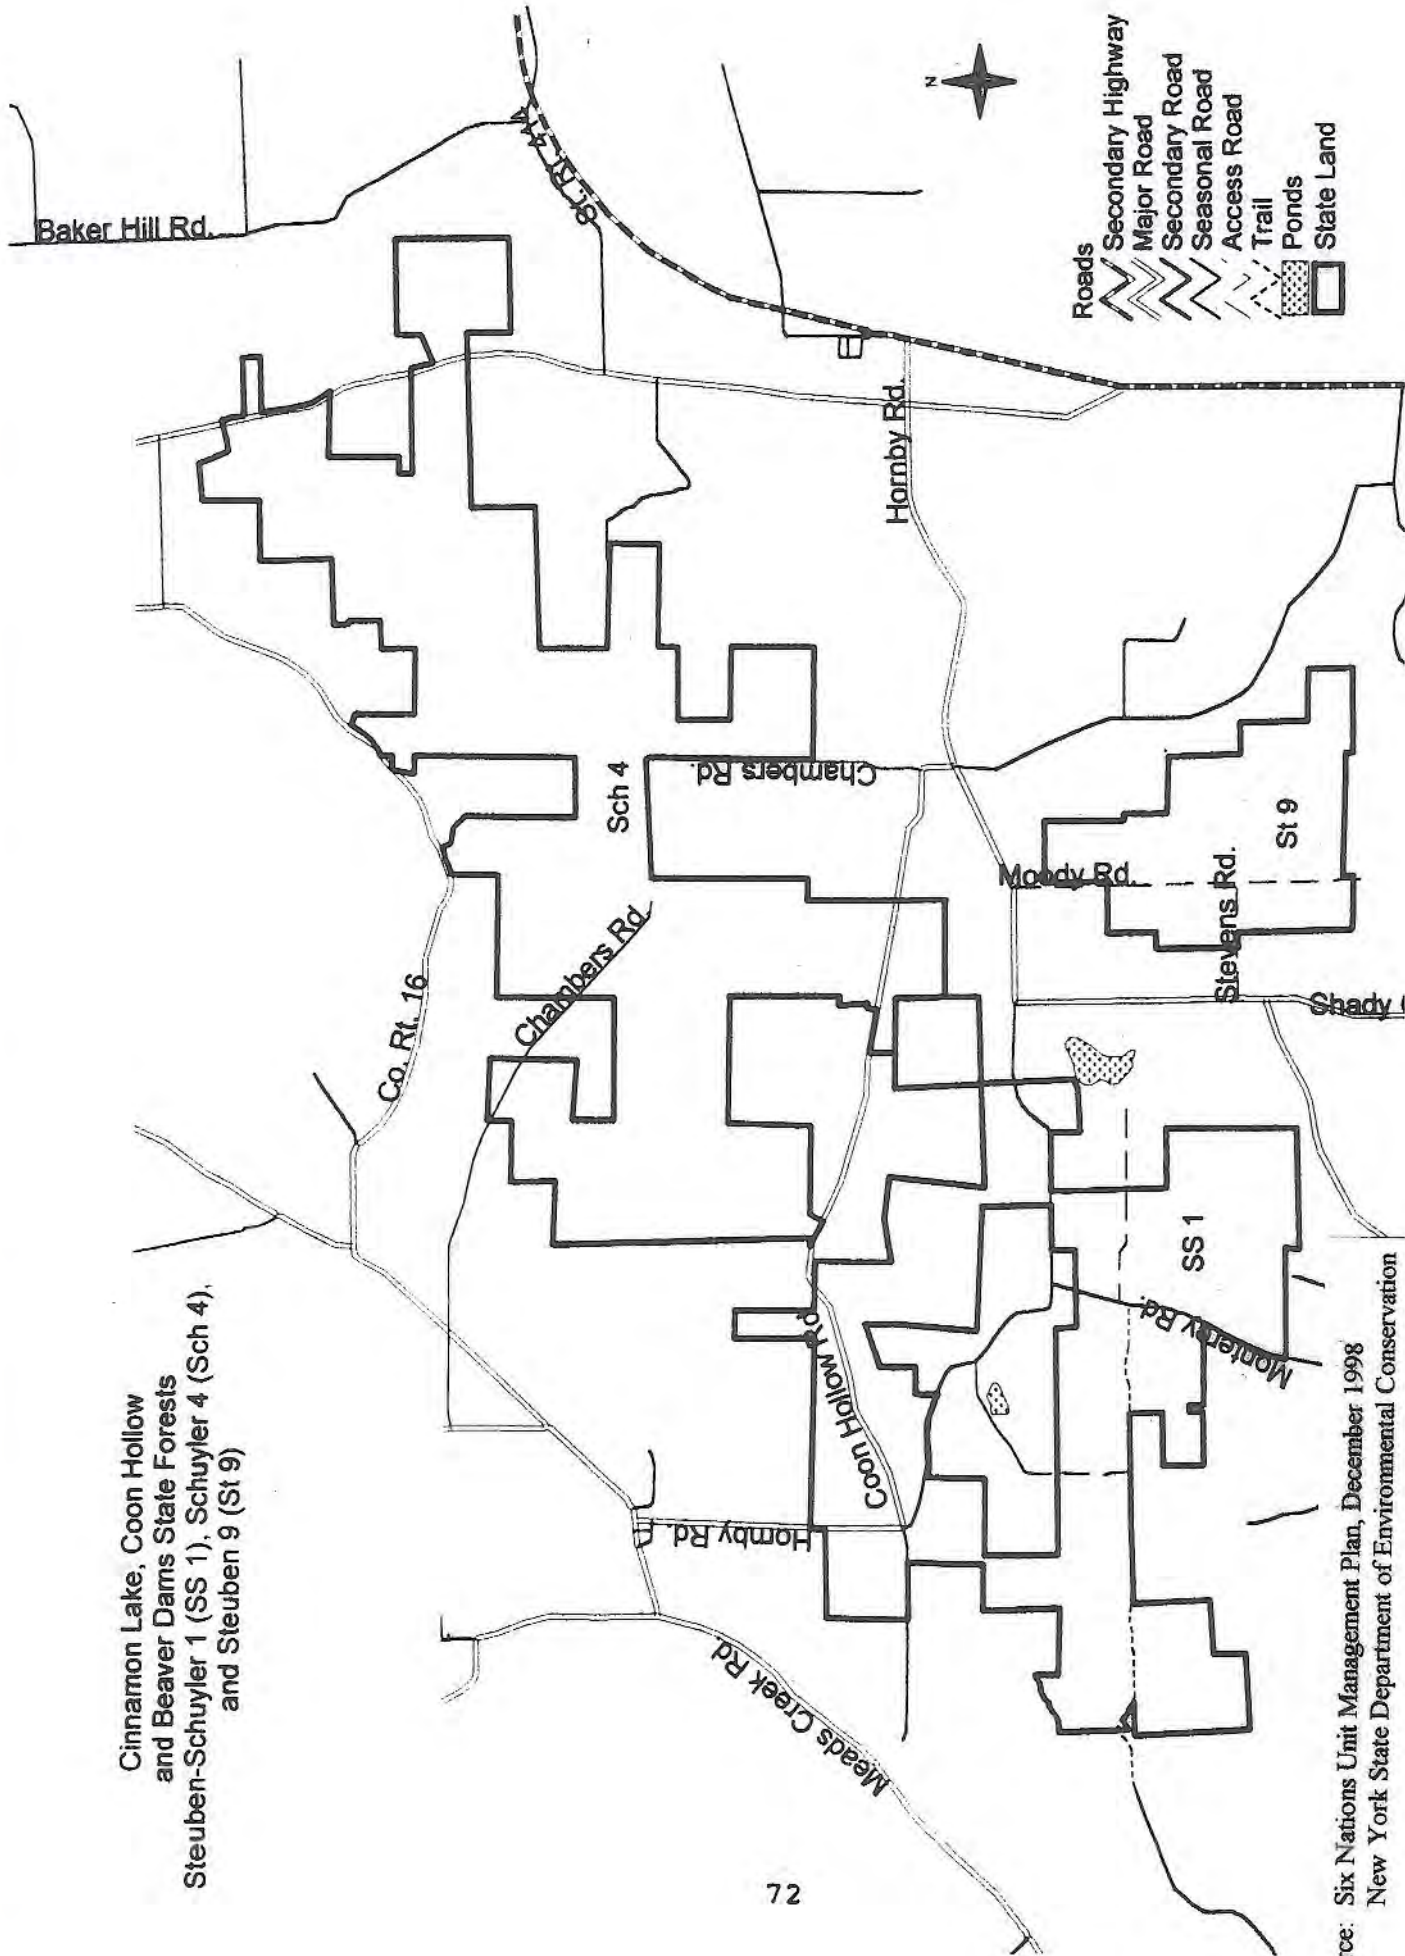 Cinnamon Lake, Coon Hollow
and Beaver Dams State Forests
Steuben-Schuyler 1 (SS 1), Schuyler 4 (Sch 4),
and Steuben 9 (St 9)
Baker Hill Rd.
St. Rt.
414
Co. Rt. 16
Chambers Rd.
Sch 4
Chambers Rd.
Hornby Rd.
Hornby Rd.
Coon Hollow Rd.
Meads Creek Rd.
Moody Rd.
Stevens Rd.
St 9
Shady
SS 1
Monterey Rd.
N
Roads
Secondary Highway
Major Road
Secondary Road
Seasonal Road
Access Road
Trail
Ponds
State Land
72
rce: Six Nations Unit Management Plan, December 1998
New York State Department of Environmental Conservation